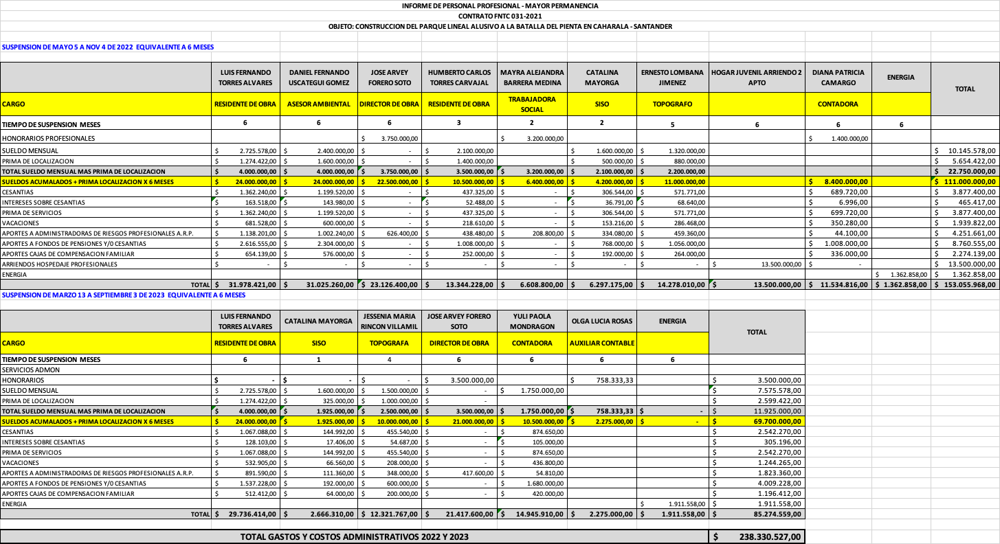 INFORME DE PERSONAL PROFESIONAL - MAYOR PERMANENCIA
CONTRATO FNTC 031-2021
OBJETO: CONSTRUCCION DEL PARQUE LINEAL ALUSIVO A LA BATALLA DEL PIENTA EN CAHARALA - SANTANDER
SUSPENSION DE MAYO 5 A NOV 4 DE 2022 EQUIVALENTE A 6 MESES
LUIS FERNANDO TORRES ALVARES DANIEL FERNANDO USCATEGUI GOMEZ JOSE ARVEY FORERO SOTO HUMBERTO CARLOS TORRES CARVAJAL MAYRA ALEJANDRA BARRERA MEDINA CATALINA MAYORGA ERNESTO LOMBANA JIMENEZ HOGAR JUVENIL ARRIENDO 2 APTO DIANA PATRICIA CAMARGO ENERGIA TOTAL
CARGO RESIDENTE DE OBRA ASESOR AMBIENTAL DIRECTOR DE OBRA RESIDENTE DE OBRA TRABAJADORA SOCIAL SISO TOPOGRAFO CONTADORA
TIEMPO DE SUSPENSION MESES 6 6 6 3 2 2 5 6 6 6
HONORARIOS PROFESIONALES $ 3.750.000,00 $ 3.200.000,00 $ 1.400.000,00
SUELDO MENSUAL $ 2.725.578,00 $ 2.400.000,00 $ - $ 2.100.000,00 $ 1.600.000,00 $ 1.320.000,00 $ 10.145.578,00
PRIMA DE LOCALIZACION $ 1.274.422,00 $ 1.600.000,00 $ - $ 1.400.000,00 $ 500.000,00 $ 880.000,00 $ 5.654.422,00
TOTAL SUELDO MENSUAL MAS PRIMA DE LOCALIZACION $ 4.000.000,00 $ 4.000.000,00 $ 3.750.000,00 $ 3.500.000,00 $ 3.200.000,00 $ 2.100.000,00 $ 2.200.000,00 $ 22.750.000,00
SUELDOS ACUMALADOS + PRIMA LOCALIZACION X 6 MESES $ 24.000.000,00 $ 24.000.000,00 $ 22.500.000,00 $ 10.500.000,00 $ 6.400.000,00 $ 4.200.000,00 $ 11.000.000,00 $ 8.400.000,00 $ 111.000.000,00
CESANTIAS $ 1.362.240,00 $ 1.199.520,00 $ - $ 437.325,00 $ - $ 306.544,00 $ 571.771,00 $ 689.720,00 $ 3.877.400,00
INTERESES SOBRE CESANTIAS $ 163.518,00 $ 143.980,00 $ - $ 52.488,00 $ - $ 36.791,00 $ 68.640,00 $ 6.996,00 $ 465.417,00
PRIMA DE SERVICIOS $ 1.362.240,00 $ 1.199.520,00 $ - $ 437.325,00 $ - $ 306.544,00 $ 571.771,00 $ 699.720,00 $ 3.877.400,00
VACACIONES $ 681.528,00 $ 600.000,00 $ - $ 218.610,00 $ - $ 153.216,00 $ 286.468,00 $ 350.280,00 $ 1.939.822,00
APORTES A ADMINISTRADORAS DE RIESGOS PROFESIONALES A.R.P. $ 1.138.201,00 $ 1.002.240,00 $ 626.400,00 $ 438.480,00 $ 208.800,00 $ 334.080,00 $ 459.360,00 $ 44.100,00 $ 4.251.661,00
APORTES A FONDOS DE PENSIONES Y/0 CESANTIAS $ 2.616.555,00 $ 2.304.000,00 $ - $ 1.008.000,00 $ - $ 768.000,00 $ 1.056.000,00 $ 1.008.000,00 $ 8.760.555,00
APORTES CAJAS DE COMPENSACION FAMILIAR $ 654.139,00 $ 576.000,00 $ - $ 252.000,00 $ - $ 192.000,00 $ 264.000,00 $ 336.000,00 $ 2.274.139,00
ARRIENDOS HOSPEDAJE PROFESIONALES $ - $ - $ - $ - $ - $ - $ - $ 13.500.000,00 $ - $ 13.500.000,00
ENERGIA $ 1.362.858,00 $ 1.362.858,00
TOTAL $ 31.978.421,00 $ 31.025.260,00 $ 23.126.400,00 $ 13.344.228,00 $ 6.608.800,00 $ 6.297.175,00 $ 14.278.010,00 $ 13.500.000,00 $ 11.534.816,00 $ 1.362.858,00 $ 153.055.968,00
SUSPENSION DE MARZO 13 A SEPTIEMBRE 3 DE 2023 EQUIVALENTE A 6 MESES
LUIS FERNANDO TORRES ALVARES CATALINA MAYORGA JESSENIA MARIA RINCON VILLAMIL JOSE ARVEY FORERO SOTO YULI PAOLA MONDRAGON OLGA LUCIA ROSAS ENERGIA TOTAL
CARGO RESIDENTE DE OBRA SISO TOPOGRAFA DIRECTOR DE OBRA CONTADORA AUXILIAR CONTABLE
TIEMPO DE SUSPENSION MESES 6 1 4 6 6 6 6
SERVICIOS ADMON
HONORARIOS $ - $ - $ - $ 3.500.000,00 $ 758.333,33 $ 3.500.000,00
SUELDO MENSUAL $ 2.725.578,00 $ 1.600.000,00 $ 1.500.000,00 $ - $ 1.750.000,00 $ 7.575.578,00
PRIMA DE LOCALIZACION $ 1.274.422,00 $ 325.000,00 $ 1.000.000,00 $ - $ 2.599.422,00
TOTAL SUELDO MENSUAL MAS PRIMA DE LOCALIZACION $ 4.000.000,00 $ 1.925.000,00 $ 2.500.000,00 $ 3.500.000,00 $ 1.750.000,00 $ 758.333,33 $ - $ 11.925.000,00
SUELDOS ACUMALADOS + PRIMA LOCALIZACION X 6 MESES $ 24.000.000,00 $ 1.925.000,00 $ 10.000.000,00 $ 21.000.000,00 $ 10.500.000,00 $ 2.275.000,00 $ - $ 69.700.000,00
CESANTIAS $ 1.067.088,00 $ 144.992,00 $ 455.540,00 $ - $ 874.650,00 $ 2.542.270,00
INTERESES SOBRE CESANTIAS $ 128.103,00 $ 17.406,00 $ 54.687,00 $ - $ 105.000,00 $ 305.196,00
PRIMA DE SERVICIOS $ 1.067.088,00 $ 144.992,00 $ 455.540,00 $ - $ 874.650,00 $ 2.542.270,00
VACACIONES $ 532.905,00 $ 66.560,00 $ 208.000,00 $ - $ 436.800,00 $ 1.244.265,00
APORTES A ADMINISTRADORAS DE RIESGOS PROFESIONALES A.R.P. $ 891.590,00 $ 111.360,00 $ 348.000,00 $ 417.600,00 $ 54.810,00 $ 1.823.360,00
APORTES A FONDOS DE PENSIONES Y/0 CESANTIAS $ 1.537.228,00 $ 192.000,00 $ 600.000,00 $ - $ 1.680.000,00 $ 4.009.228,00
APORTES CAJAS DE COMPENSACION FAMILIAR $ 512.412,00 $ 64.000,00 $ 200.000,00 $ - $ 420.000,00 $ 1.196.412,00
ENERGIA $ 1.911.558,00 $ 1.911.558,00
TOTAL $ 29.736.414,00 $ 2.666.310,00 $ 12.321.767,00 $ 21.417.600,00 $ 14.945.910,00 $ 2.275.000,00 $ 1.911.558,00 $ 85.274.559,00
TOTAL GASTOS Y COSTOS ADMINISTRATIVOS 2022 Y 2023 $ 238.330.527,00